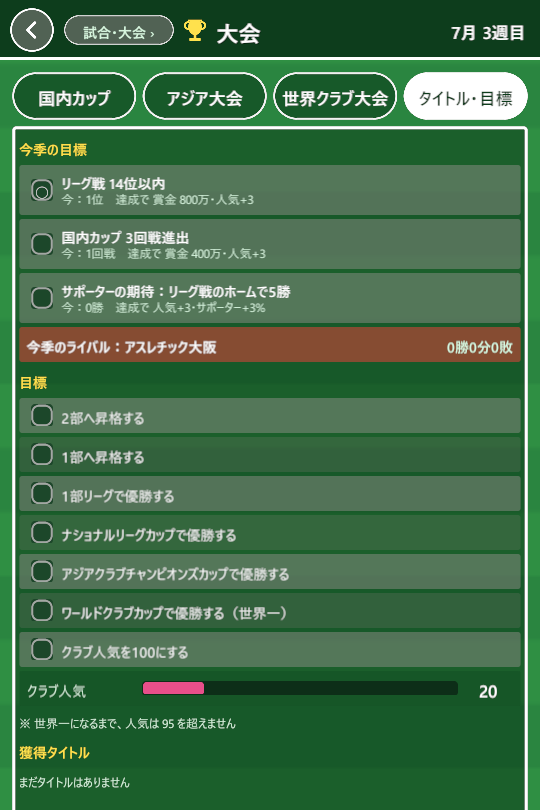 試合・大会 ›
大会
7月 3週目
国内カップ
アジア大会
世界クラブ大会
タイトル・目標
今季の目標
リーグ戦 14位以内
今：1位　達成で 賞金 800万・人気+3
国内カップ 3回戦進出
今：1回戦　達成で 賞金 400万・人気+3
サポーターの期待：リーグ戦のホームで5勝
今：0勝　達成で 人気+3・サポーター+3%
今季のライバル：アスレチック大阪
0勝0分0敗
目標
2部へ昇格する
1部へ昇格する
1部リーグで優勝する
ナショナルリーグカップで優勝する
アジアクラブチャンピオンズカップで優勝する
ワールドクラブカップで優勝する（世界一）
クラブ人気を100にする
クラブ人気
20
※ 世界一になるまで、人気は 95 を超えません
獲得タイトル
まだタイトルはありません